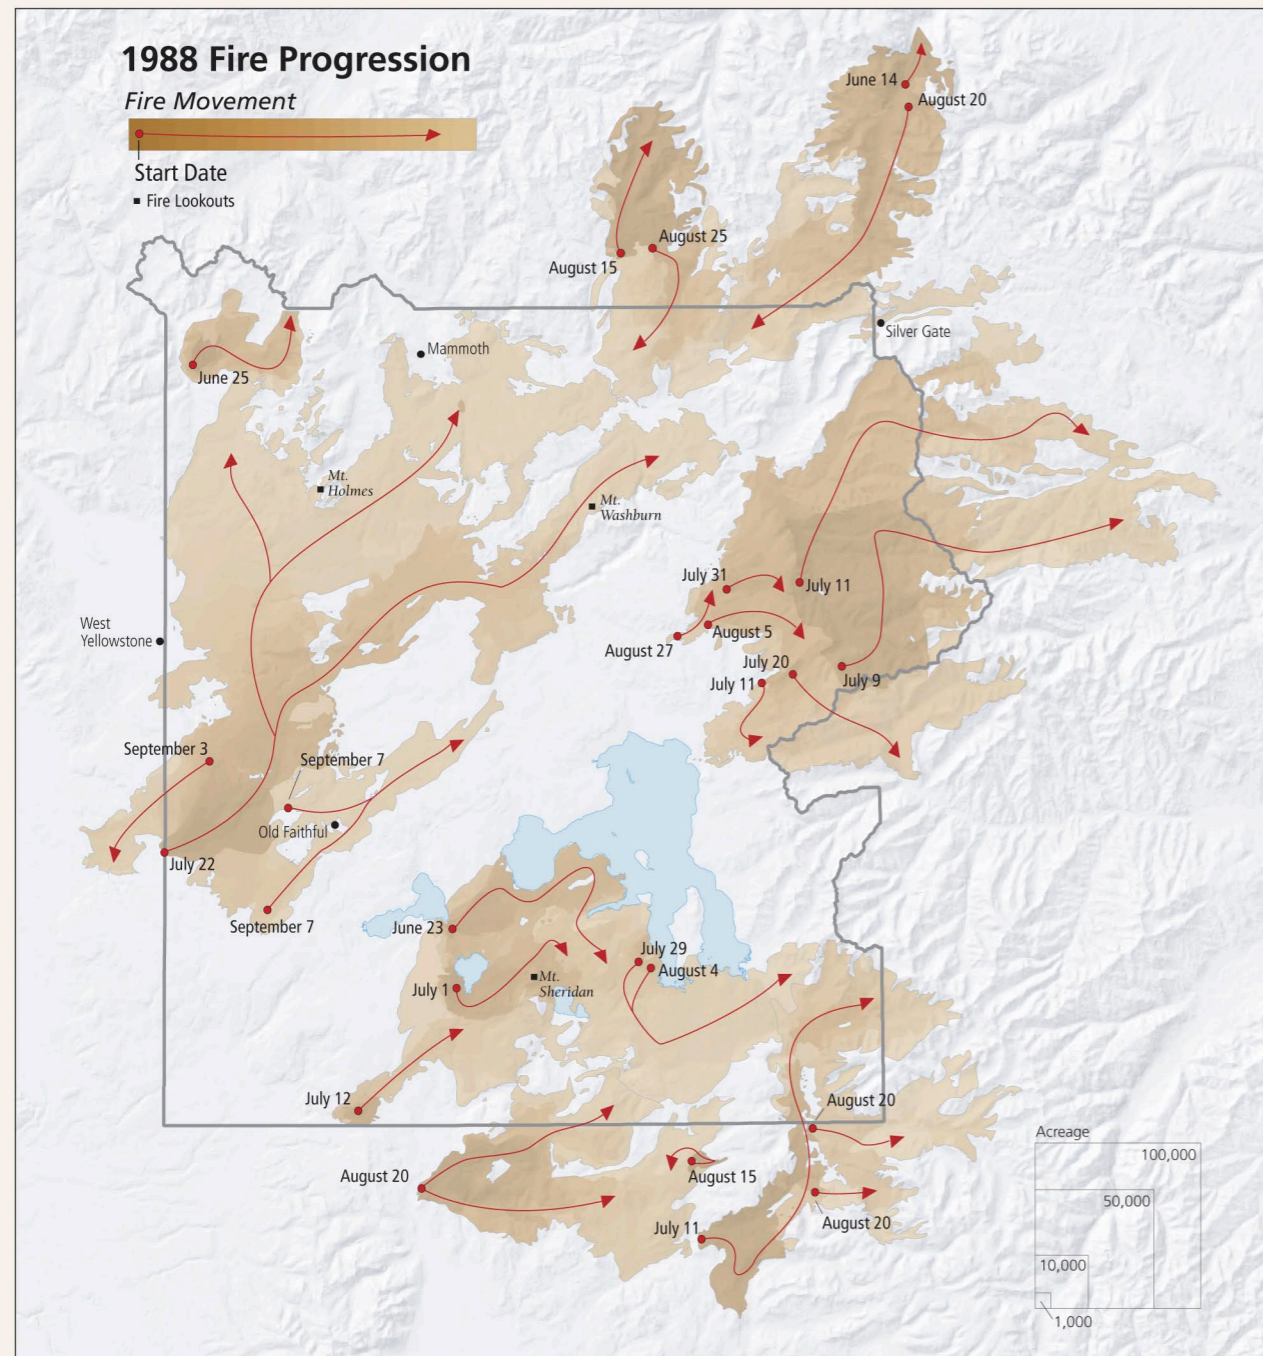 1988 Fire Progression
Fire Movement
Start Date
Fire Lookouts
June 14
August 20
August 25
August 15
Silver Gate
Mammoth
June 25
Mt.
Holmes
Mt.
Washburn
July 31
July 11
West
Yellowstone
August 5
August 27
July 20
July 11
July 9
September 3
September 7
Old Faithful
July 22
September 7
June 23
July 29
August 4
July 1
Mt.
Sheridan
July 12
August 20
August 20
August 15
July 11
August 20
Acreage
100,000
50,000
10,000
1,000